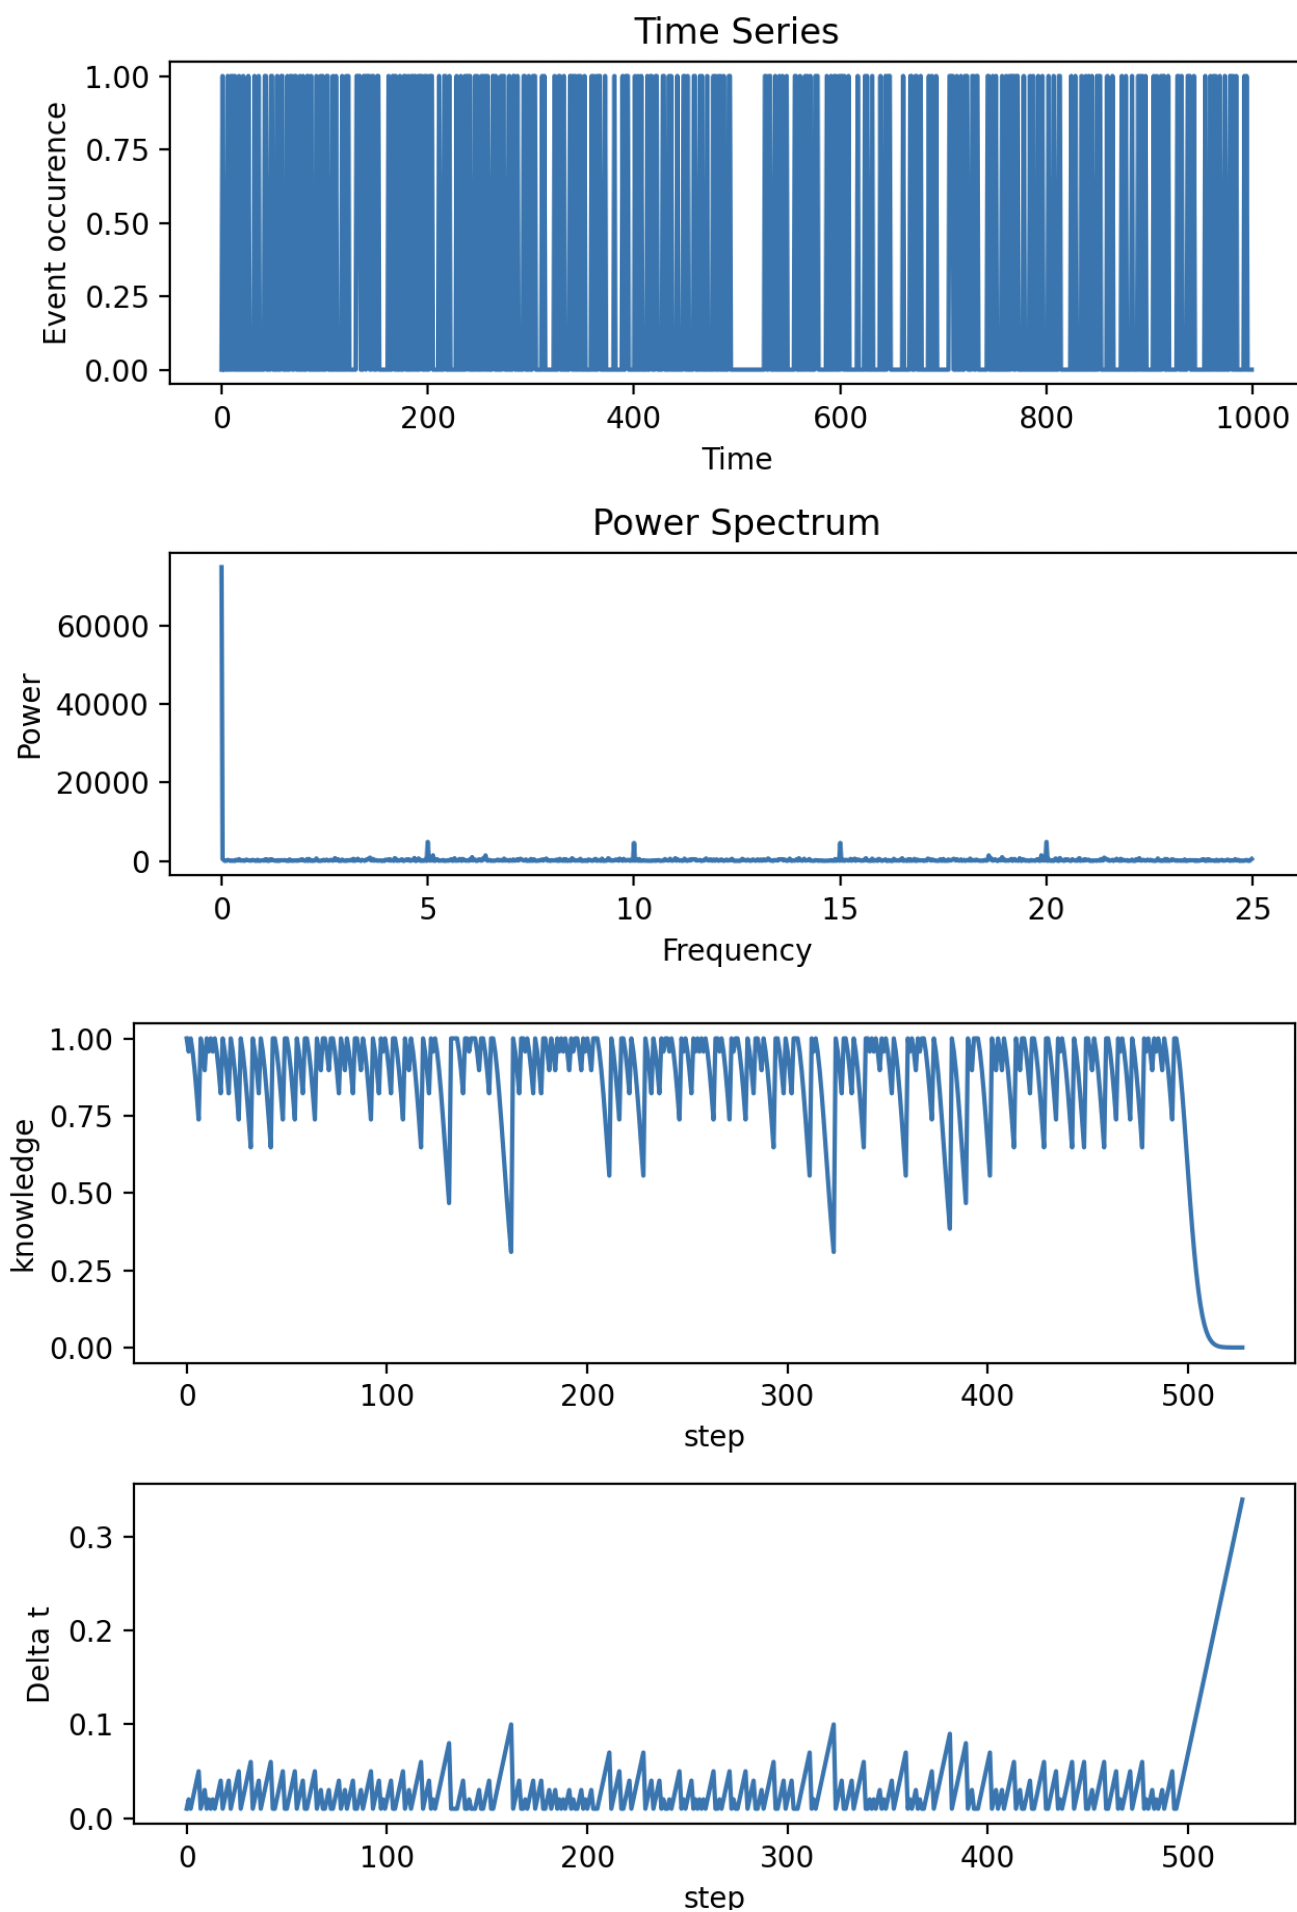 Time Series
1.00
0.75
0.50
0.25
0.00
Event occurence
0 200 400 600 800 1000
Time
Power Spectrum
60000
40000
20000
0
Power
0 5 10 15 20 25
Frequency
1.00
0.75
0.50
0.25
0.00
knowledge
0 100 200 300 400 500
step
0.3
0.2
0.1
0.0
Delta t
0 100 200 300 400 500
step